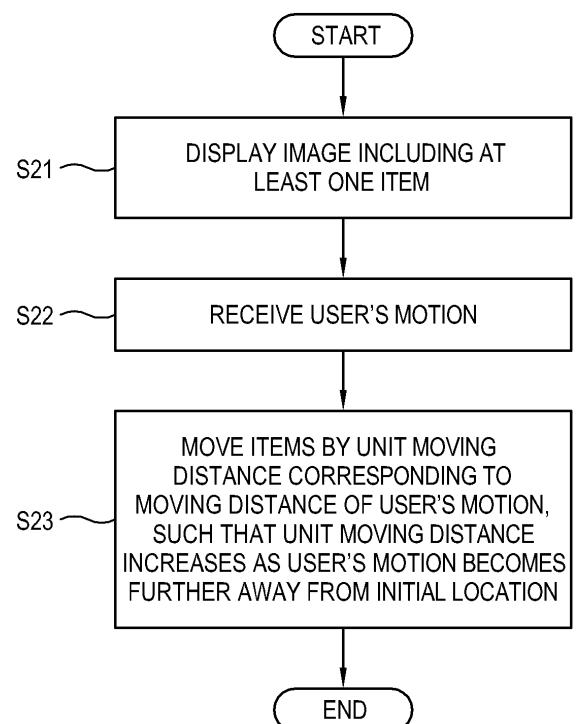 START
S21
DISPLAY IMAGE INCLUDING AT
LEAST ONE ITEM
S22
RECEIVE USER'S MOTION
S23
MOVE ITEMS BY UNIT MOVING
DISTANCE CORRESPONDING TO
MOVING DISTANCE OF USER'S MOTION,
SUCH THAT UNIT MOVING DISTANCE
INCREASES AS USER'S MOTION BECOMES
FURTHER AWAY FROM INITIAL LOCATION
END